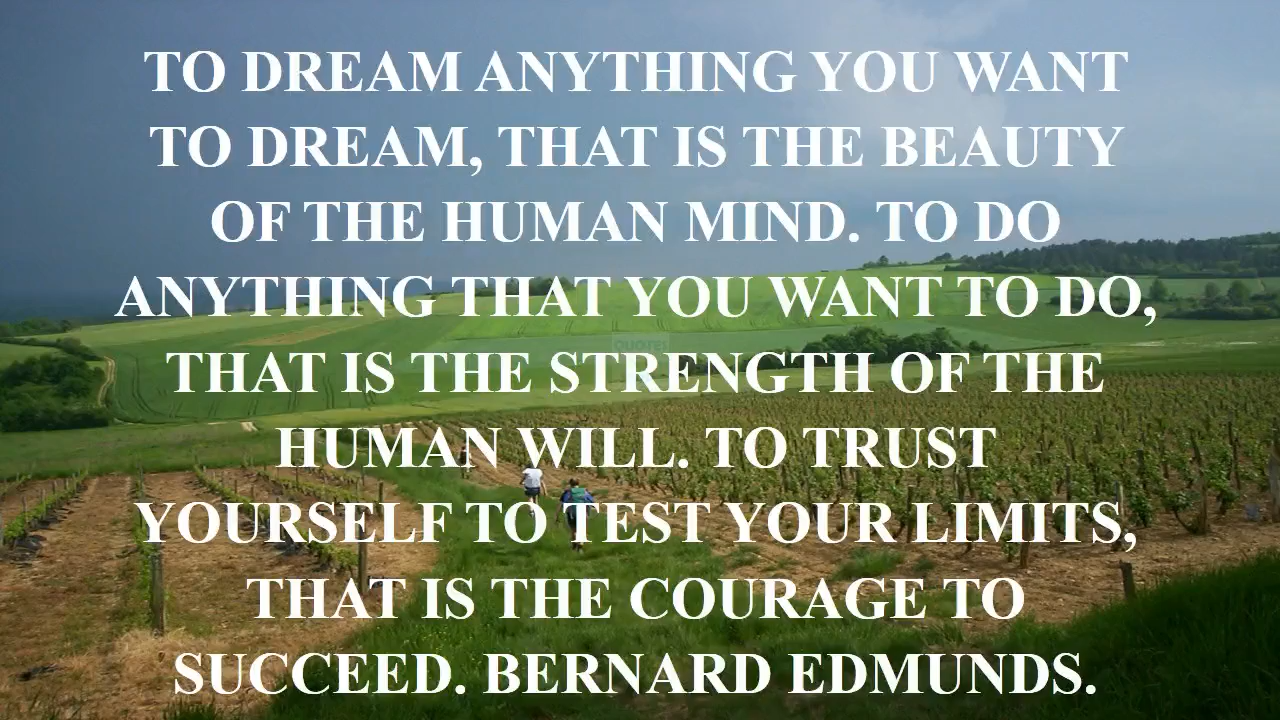 TO DREAM ANYTHING YOU WANT
TO DREAM, THAT IS THE BEAUTY
OF THE HUMAN MIND. TO DO
ANYTHING THAT YOU WANT TO DO,
QUOTES
THAT IS THE STRENGTH OF THE
HUMAN WILL. TO TRUST
YOURSELF TO TEST YOUR LIMITS,
THAT IS THE COURAGE TO
SUCCEED. BERNARD EDMUNDS.